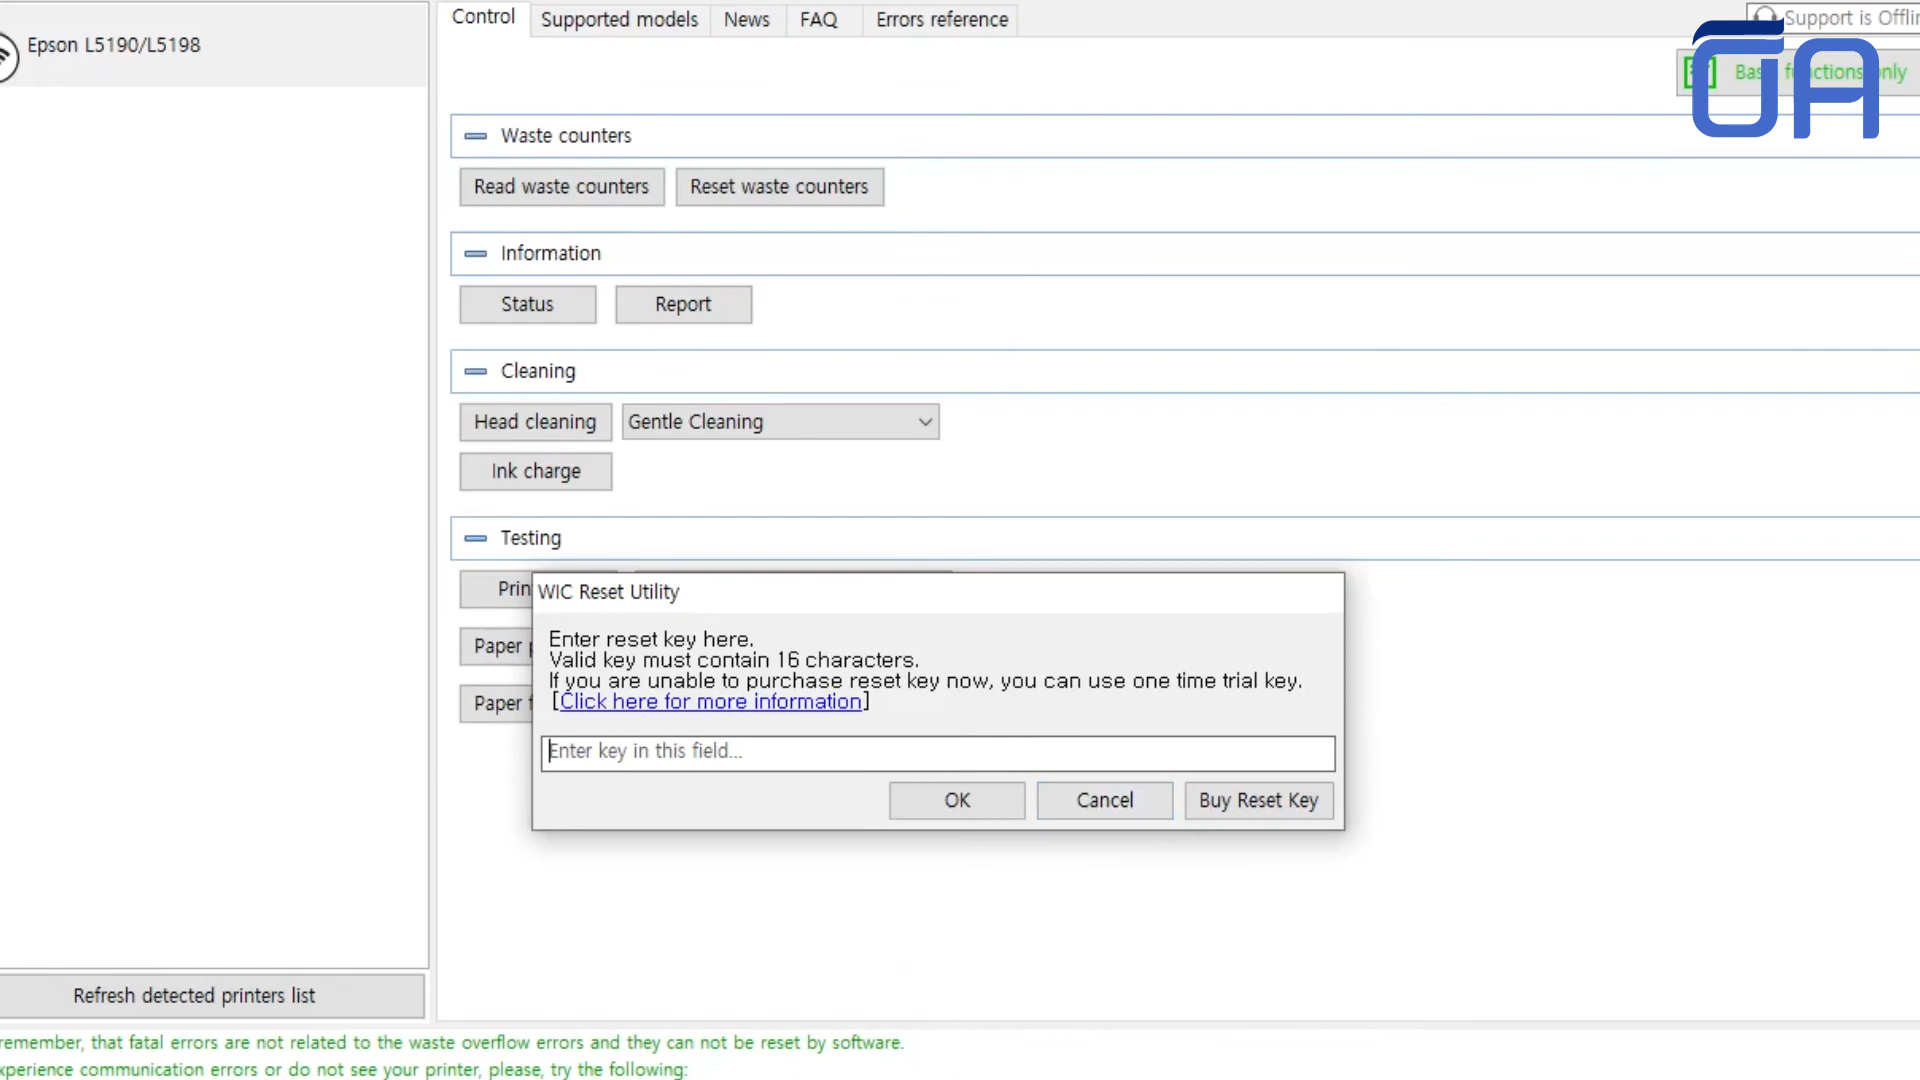 Epson L5190/L5198
Control
Supported models
News
FAQ
Errors reference
Support is
functions only
Waste counters
Read waste counters
Reset waste counters
Information
Status
Report
Cleaning
Head cleaning
Gentle Cleaning
Ink charge
Testing
Paper
Paper
WIC Reset Utility
Enter reset key here.
Valid key must contain 16 characters.
If you are unable to purchase reset key now, you can use one time trial key.
[Click here for more information]
Enter key in this field...
OK
Cancel
Buy Reset Key
Refresh detected printers list
remember, that fatal errors are not related to the waste overflow errors and they can not be reset by software.
xperience communication errors or do not see your printer, please, try the following: